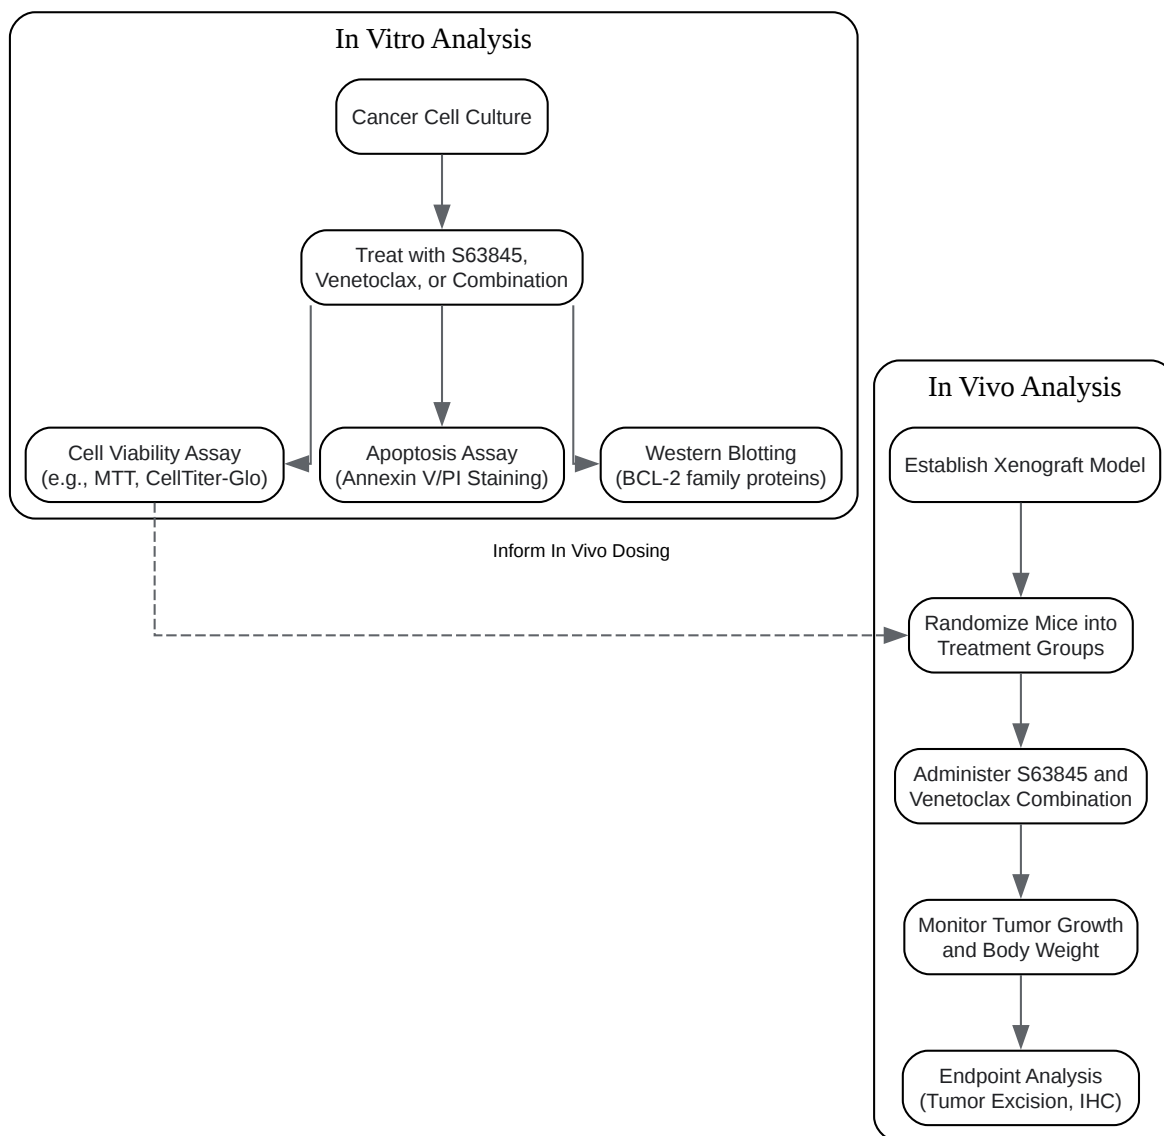 In Vitro Analysis
Cancer Cell Culture
Treat with S63845,
Venetoclax, or Combination
Cell Viability Assay
(e.g., MTT, CellTiter-Glo)
Apoptosis Assay
(Annexin V/PI Staining)
Western Blotting
(BCL-2 family proteins)
Inform In Vivo Dosing
In Vivo Analysis
Establish Xenograft Model
Randomize Mice into
Treatment Groups
Administer S63845 and
Venetoclax Combination
Monitor Tumor Growth
and Body Weight
Endpoint Analysis
(Tumor Excision, IHC)